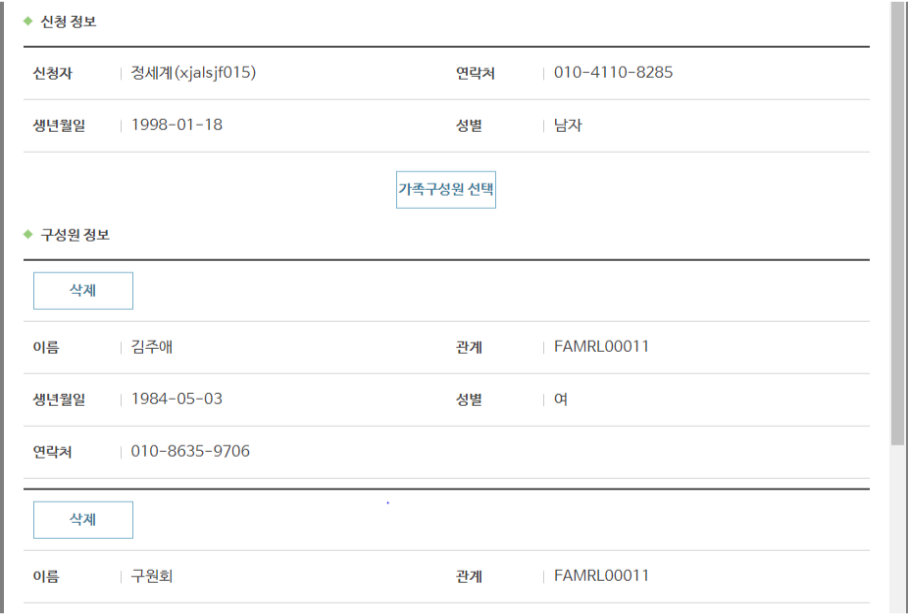 신청 정보
신청자 정세계(xjalsjf015) 연락처 010-4110-8285
생년월일 1998-01-18 성별 남자
가족구성원 선택
구성원 정보
삭제
이름 김주애 관계 FAMRL00011
생년월일 1984-05-03 성별 여
연락처 010-8635-9706
삭제
이름 구원회 관계 FAMRL00011